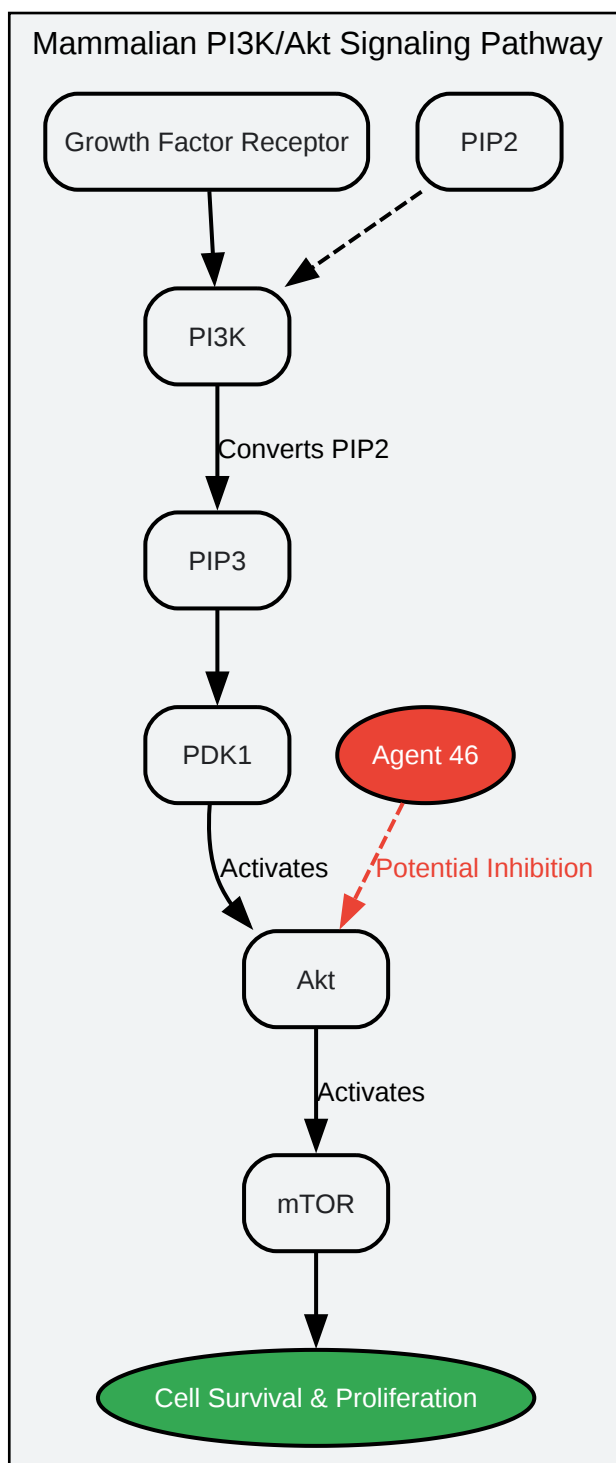 Mammalian PI3K/Akt Signaling Pathway
Growth Factor Receptor
PIP2
PI3K
Converts PIP2
PIP3
PDK1
Agent 46
Activates
Potential Inhibition
Akt
Activates
mTOR
Cell Survival & Proliferation